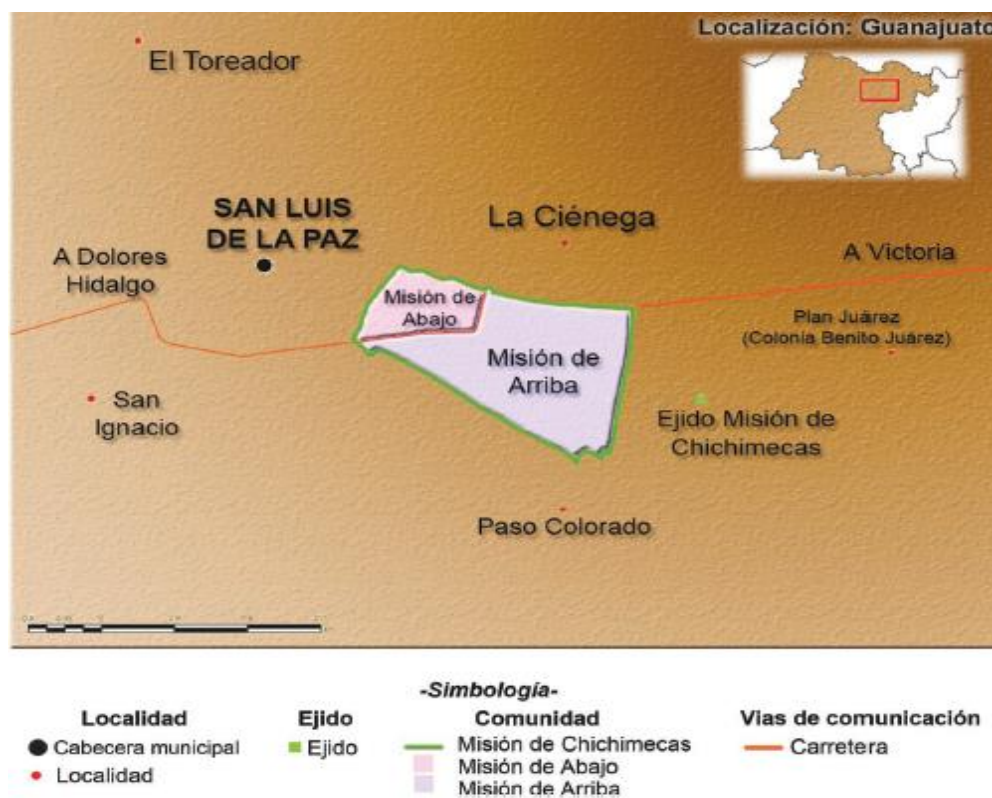 Localización: Guanajuato
El Toreador
SAN LUIS
DE LA PAZ
La Ciénega
A Dolores
Hidalgo
A Victoria
Misión de
Abajo
Plan Juárez
(Colonia Benito Juárez)
Misión de
Arriba
San
Ignacio
Ejido Misión de
Chichimecas
Paso Colorado
-Simbología-
Localidad
Cabecera municipal
Localidad
Ejido
Ejido
Comunidad
Misión de Chichimecas
Misión de Abajo
Misión de Arriba
Vias de comunicación
Carretera